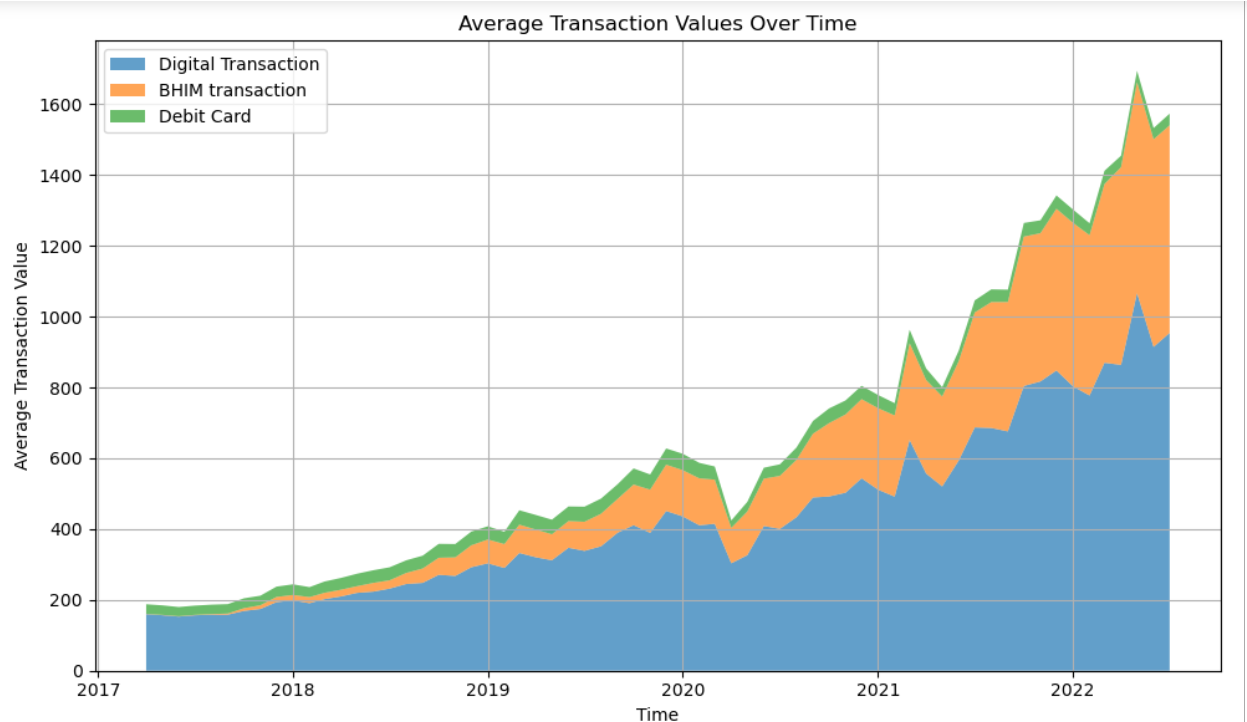 Average Transaction Values Over Time
Digital Transaction
BHIM transaction
Debit Card
Average Transaction Value
1600
1400
1200
1000
800
600
400
200
0
2017 2018 2019 2020 2021 2022
Time